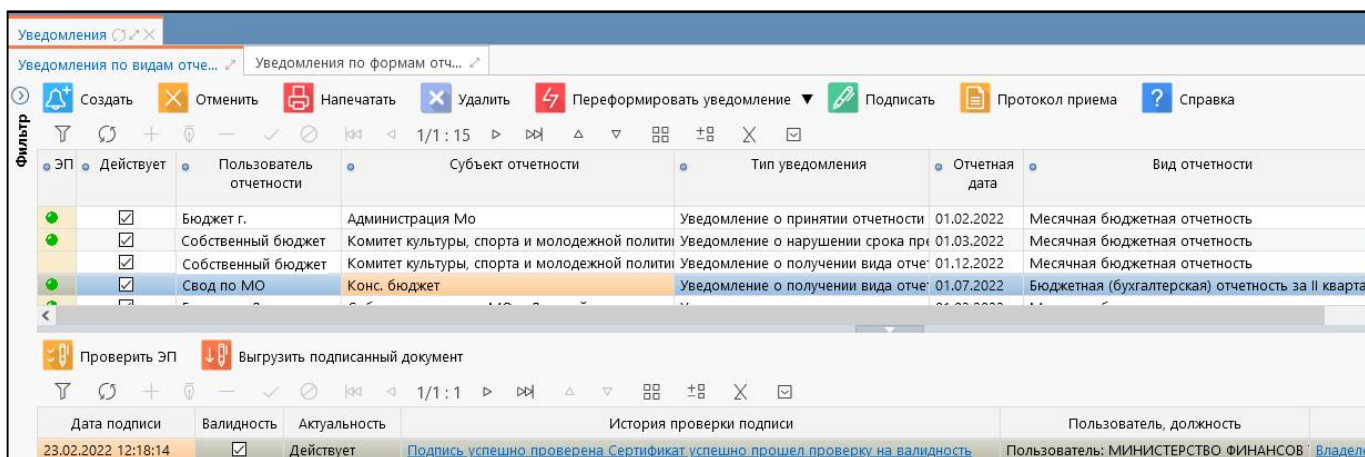 Уведомления
Уведомления по видам отче... Уведомления по формам отч...
Создать Отменить Напечатать Удалить Переформировать уведомление Подписать Протокол приема Справка
Фильтр
1/1 : 15
ЭП Действует Пользователь отчетности Субъект отчетности Тип уведомления Отчетная дата Вид отчетности
Бюджет г. Администрация Мо Уведомление о принятии отчетности 01.02.2022 Месячная бюджетная отчетность
Собственный бюджет Комитет культуры, спорта и молодежной полити Уведомление о нарушении срока пре 01.03.2022 Месячная бюджетная отчетность
Собственный бюджет Комитет культуры, спорта и молодежной полити Уведомление о получении вида отче 01.12.2022 Месячная бюджетная отчетность
Свод по МО Конс. бюджет Уведомление о получении вида отче 01.07.2022 Бюджетная (бухгалтерская) отчетность за II кварта
Проверить ЭП Выгрузить подписанный документ
1/1 : 1
Дата подписи Валидность Актуальность История проверки подписи Пользователь, должность
23.02.2022 12:18:14 Действует Подпись успешно проверена Сертификат успешно прошел проверку на валидность Пользователь: МИНИСТЕРСТВО ФИНАНСОВ Владел